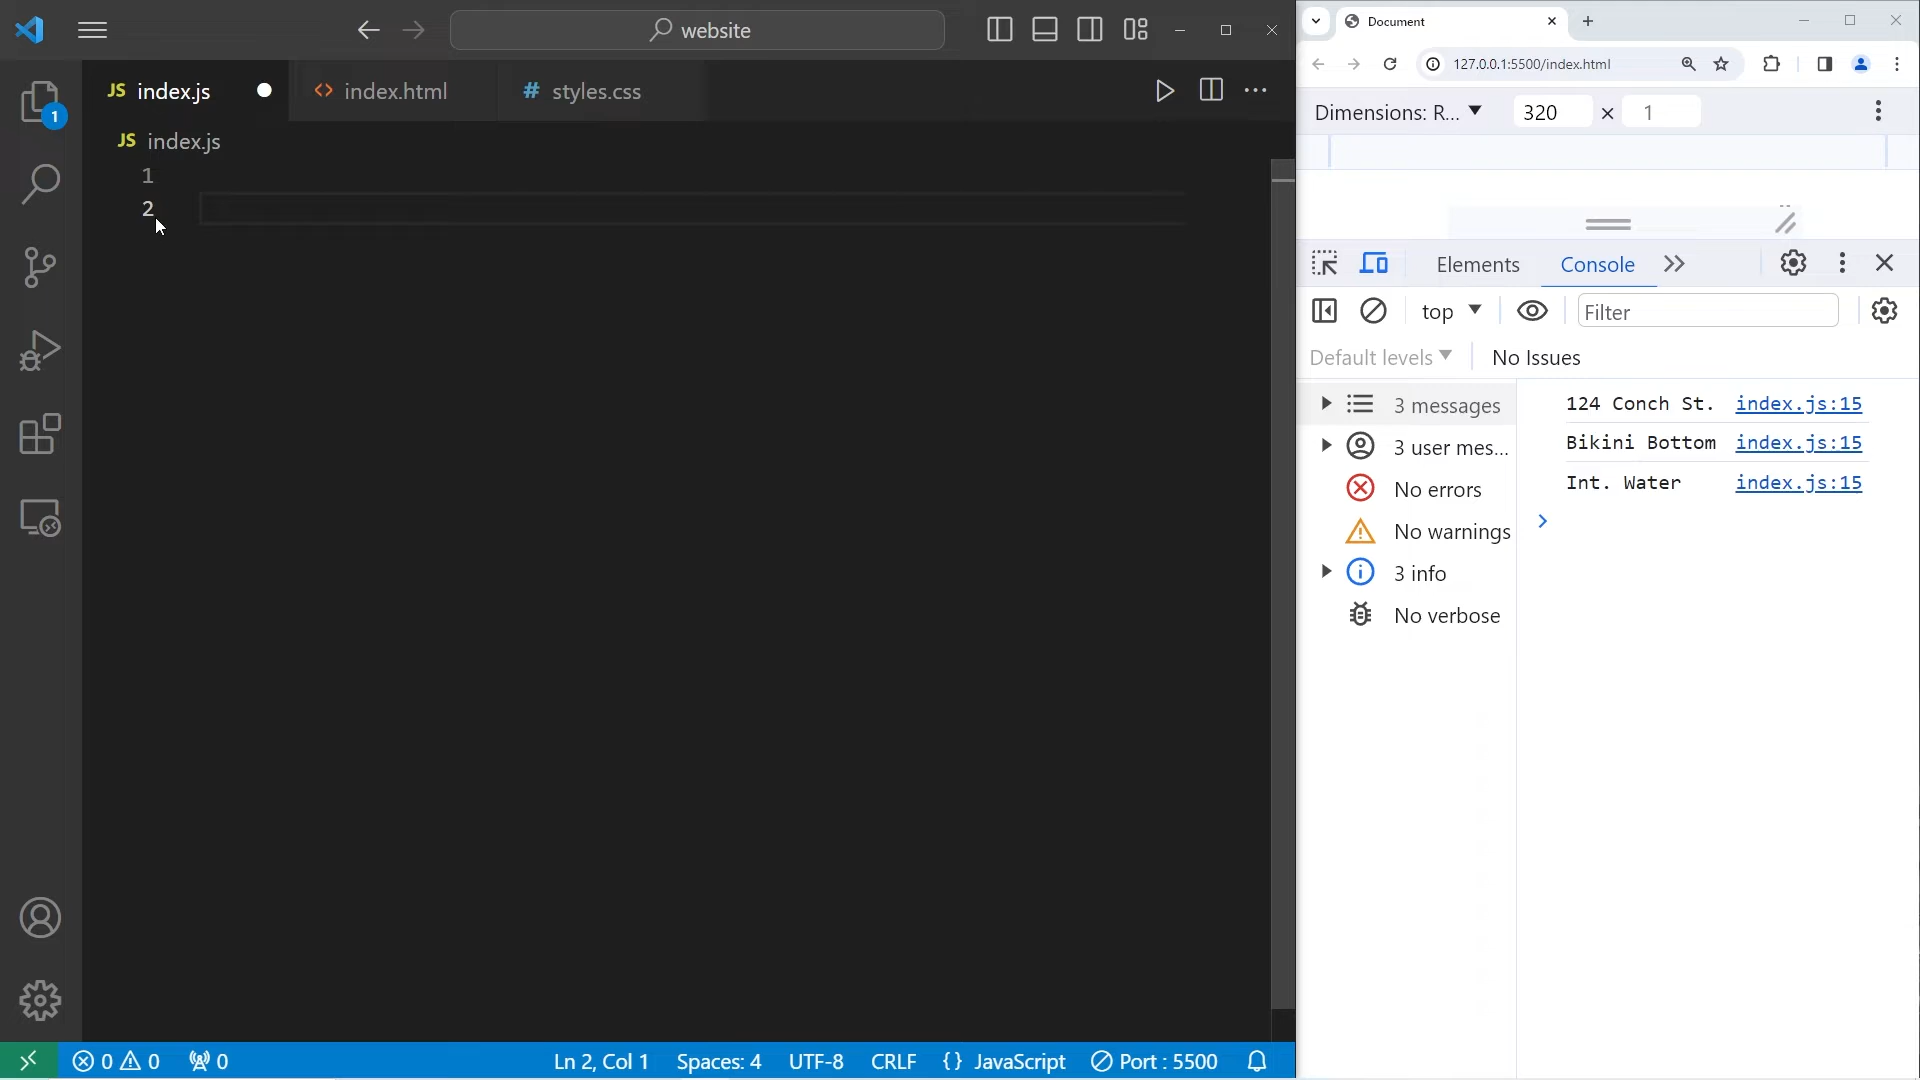 website
JS index.js
<> index.html
# styles.css
JS index.js
1
2
0 0 0
Ln 2, Col 1 Spaces: 4 UTF-8 CRLF {} JavaScript Port : 5500
Document
127.0.0.1:5500/index.html
Dimensions: R... 320 × 1
Elements Console
top Filter
Default levels No Issues
3 messages
3 user mes...
No errors
No warnings
3 info
No verbose
124 Conch St. index.js:15
Bikini Bottom index.js:15
Int. Water index.js:15
1